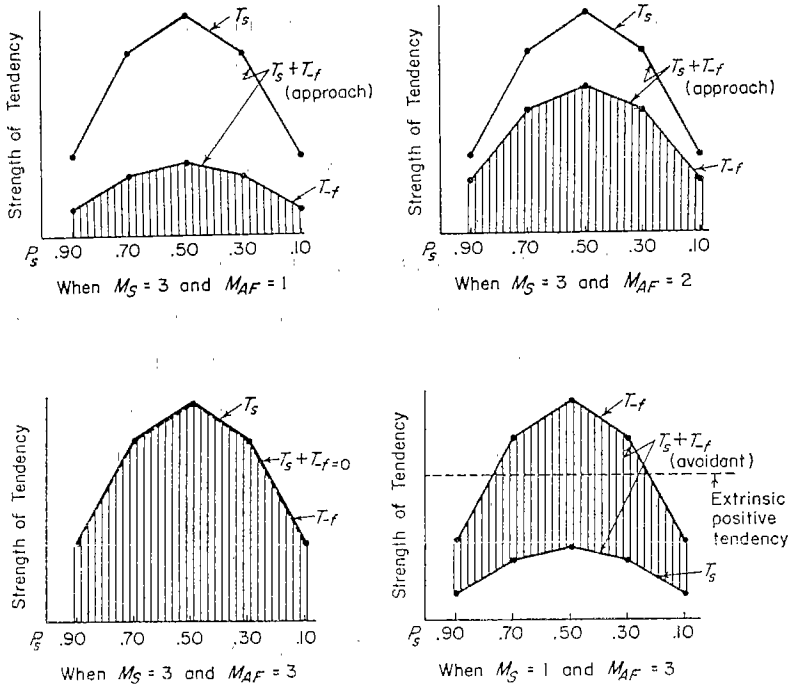 Strength of Tendency
Ts
Ts + T-f
(approach)
T-f
Ps .90 .70 .50 .30 .10
When MS = 3 and MAF = 1
Strength of Tendency
Ts
Ts + T-f
(approach)
T-f
Ps .90 .70 .50 .30 .10
When MS = 3 and MAF = 2
Strength of Tendency
Ts
Ts + T-f = 0
T-f
Ps .90 .70 .50 .30 .10
When MS = 3 and MAF = 3
Strength of Tendency
T-f
Ts + T-f
(avoidant)
Extrinsic
positive
tendency
Ts
Ps .90 .70 .50 .30 .10
When MS = 1 and MAF = 3